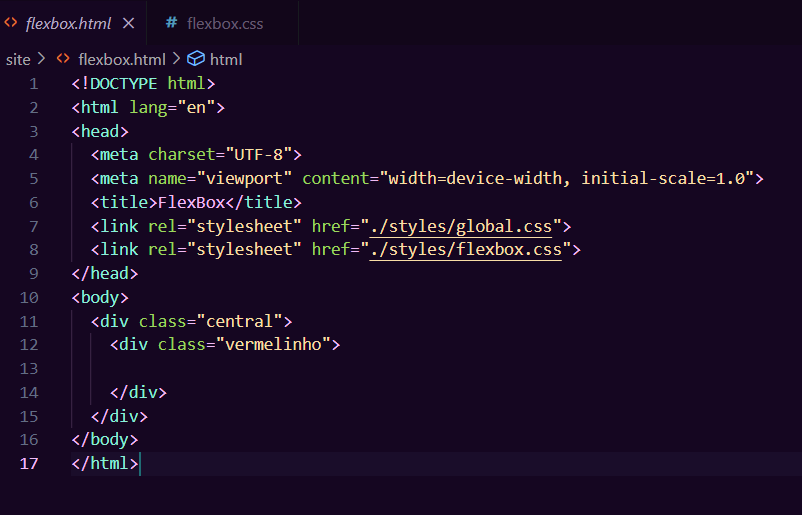 flexbox.html # flexbox.css
site > flexbox.html > html
1 <!DOCTYPE html>
2 <html lang="en">
3 <head>
4   <meta charset="UTF-8">
5   <meta name="viewport" content="width=device-width, initial-scale=1.0">
6   <title>FlexBox</title>
7   <link rel="stylesheet" href="./styles/global.css">
8   <link rel="stylesheet" href="./styles/flexbox.css">
9 </head>
10 <body>
11   <div class="central">
12     <div class="vermelinho">
13
14     </div>
15   </div>
16 </body>
17 </html>